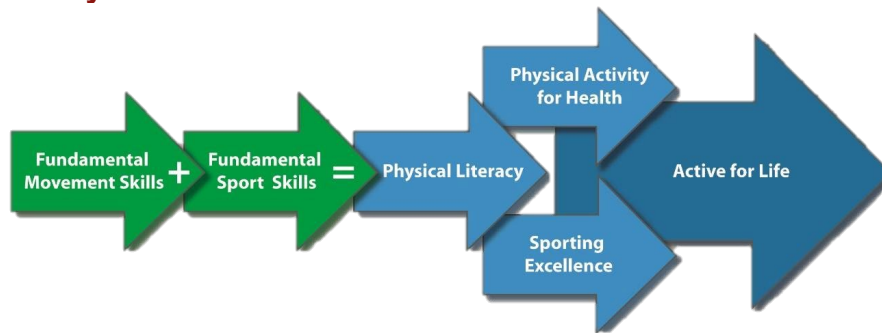 Fundamental
Movement Skills
+
Fundamental
Sport Skills
=
Physical Literacy
Physical Activity
for Health
Sporting
Excellence
Active for Life